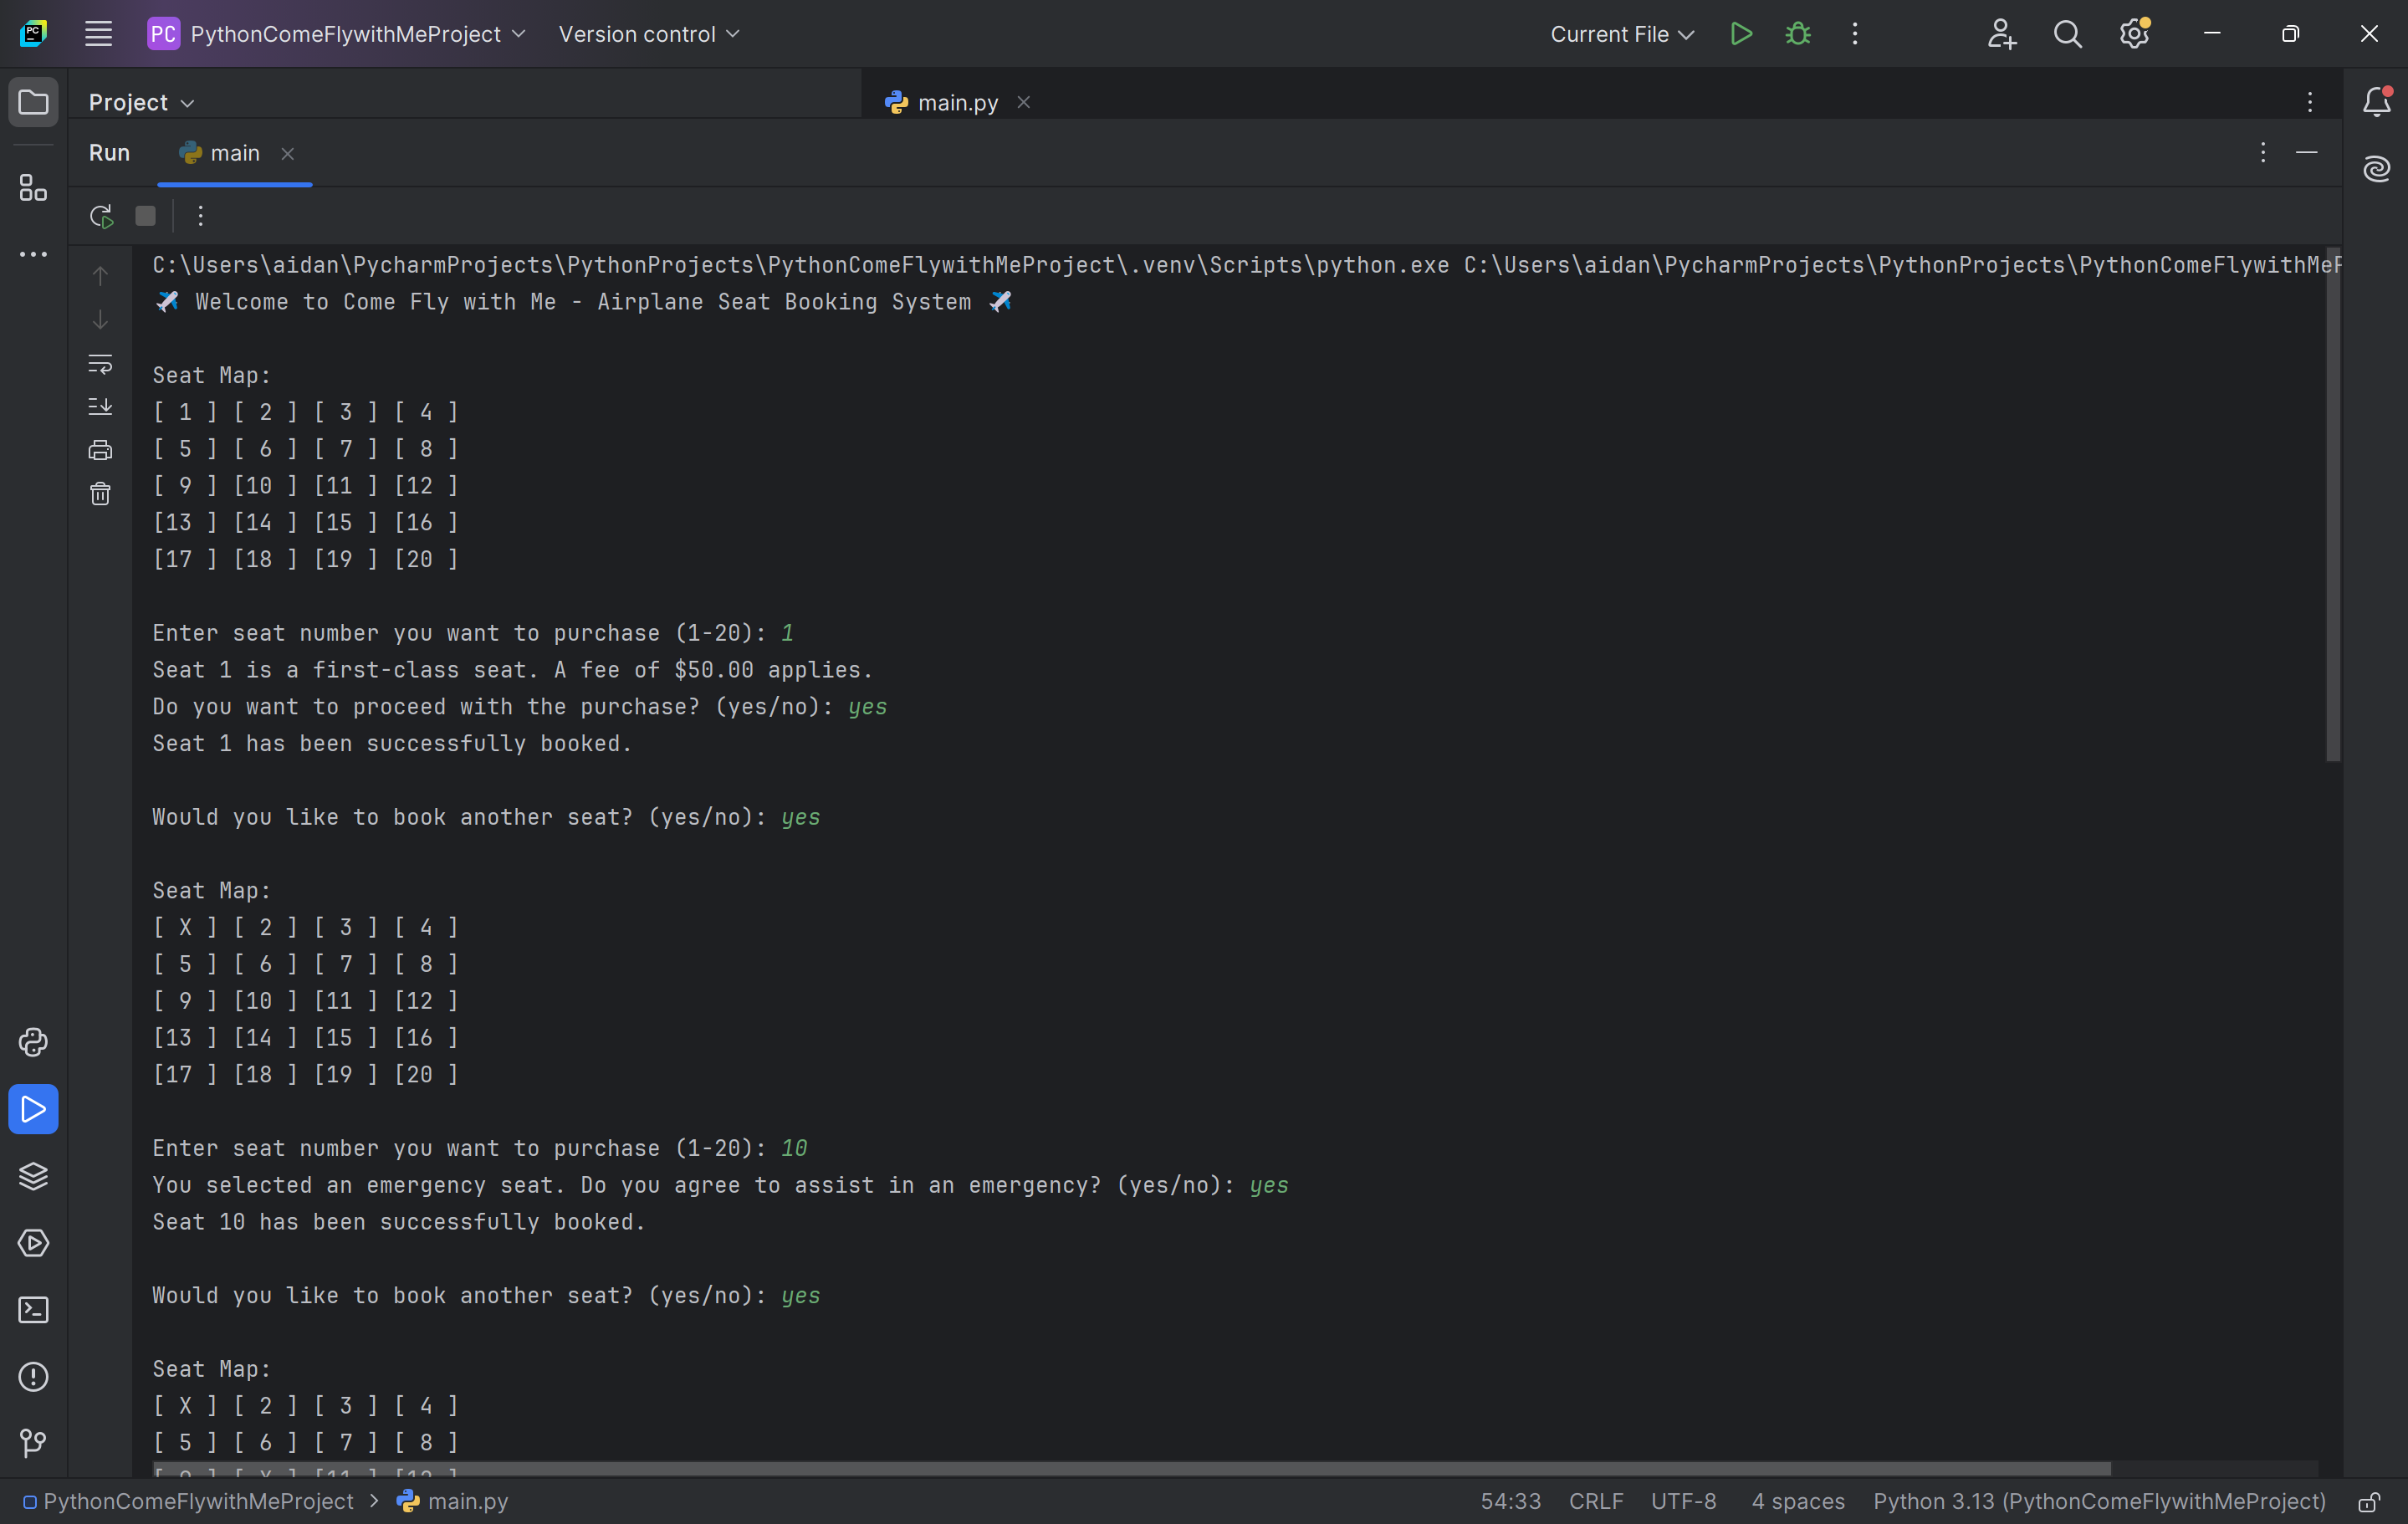 PC PythonComeFlywithMeProject Version control Current File
Project main.py
Run main
C:\Users\aidan\PycharmProjects\PythonProjects\PythonComeFlywithMeProject\.venv\Scripts\python.exe C:\Users\aidan\PycharmProjects\PythonProjects\PythonComeFlywithMeP
✈️ Welcome to Come Fly with Me - Airplane Seat Booking System ✈️
Seat Map:
[ 1 ] [ 2 ] [ 3 ] [ 4 ]
[ 5 ] [ 6 ] [ 7 ] [ 8 ]
[ 9 ] [10 ] [11 ] [12 ]
[13 ] [14 ] [15 ] [16 ]
[17 ] [18 ] [19 ] [20 ]
Enter seat number you want to purchase (1-20): 1
Seat 1 is a first-class seat. A fee of $50.00 applies.
Do you want to proceed with the purchase? (yes/no): yes
Seat 1 has been successfully booked.
Would you like to book another seat? (yes/no): yes
Seat Map:
[ X ] [ 2 ] [ 3 ] [ 4 ]
[ 5 ] [ 6 ] [ 7 ] [ 8 ]
[ 9 ] [10 ] [11 ] [12 ]
[13 ] [14 ] [15 ] [16 ]
[17 ] [18 ] [19 ] [20 ]
Enter seat number you want to purchase (1-20): 10
You selected an emergency seat. Do you agree to assist in an emergency? (yes/no): yes
Seat 10 has been successfully booked.
Would you like to book another seat? (yes/no): yes
Seat Map:
[ X ] [ 2 ] [ 3 ] [ 4 ]
[ 5 ] [ 6 ] [ 7 ] [ 8 ]
[ 9 ] [ X ] [11 ] [12 ]
PythonComeFlywithMeProject > main.py 54:33 CRLF UTF-8 4 spaces Python 3.13 (PythonComeFlywithMeProject)